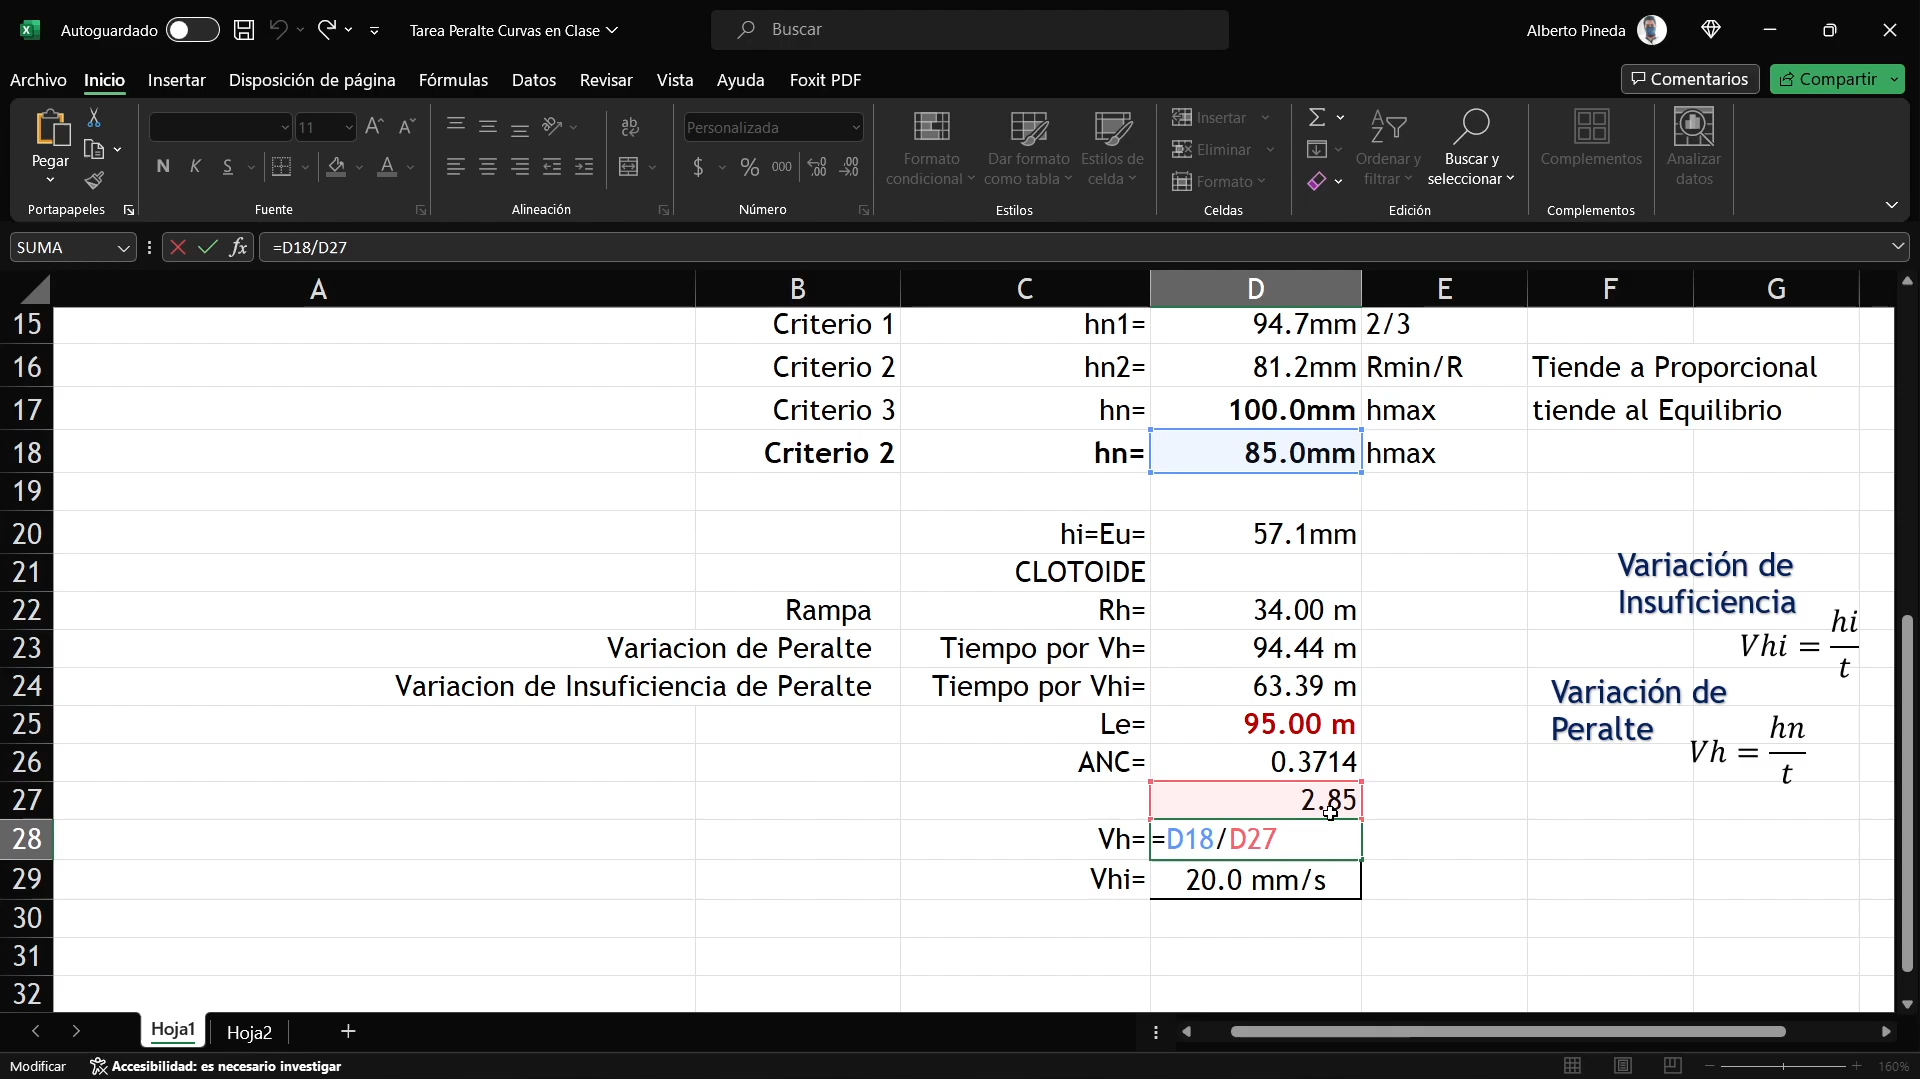 Autoguardado
Tarea Peralte Curvas en Clase
Buscar
Alberto Pineda
Archivo Inicio Insertar Disposición de página Fórmulas Datos Revisar Vista Ayuda Foxit PDF
Comentarios
Compartir
Pegar
Portapapeles
11
N K S
Fuente
ab
Alineación
Personalizada
$ % 000
Número
Formato condicional
Dar formato como tabla
Estilos de celda
Estilos
Insertar
Eliminar
Formato
Celdas
Ordenar y filtrar
Buscar y seleccionar
Edición
Complementos
Complementos
Analizar datos
SUMA
fx
=D18/D27
A B C D E F G
15 Criterio 1 hn1= 94.7mm 2/3
16 Criterio 2 hn2= 81.2mm Rmin/R Tiende a Proporcional
17 Criterio 3 hn= 100.0mm hmax tiende al Equilibrio
18 Criterio 2 hn= 85.0mm hmax
19
20 hi=Eu= 57.1mm
21 CLOTOIDE
22 Rampa Rh= 34.00 m
23 Variacion de Peralte Tiempo por Vh= 94.44 m
24 Variacion de Insuficiencia de Peralte Tiempo por Vhi= 63.39 m
25 Le= 95.00 m
26 ANC= 0.3714
27 2.85
28 Vh= =D18/D27
29 Vhi= 20.0 mm/s
30
31
32
Variación de
Insuficiencia
Vhi = hi/t
Variación de
Peralte
Vh = hn/t
Hoja1 Hoja2
Modificar
Accesibilidad: es necesario investigar
160%